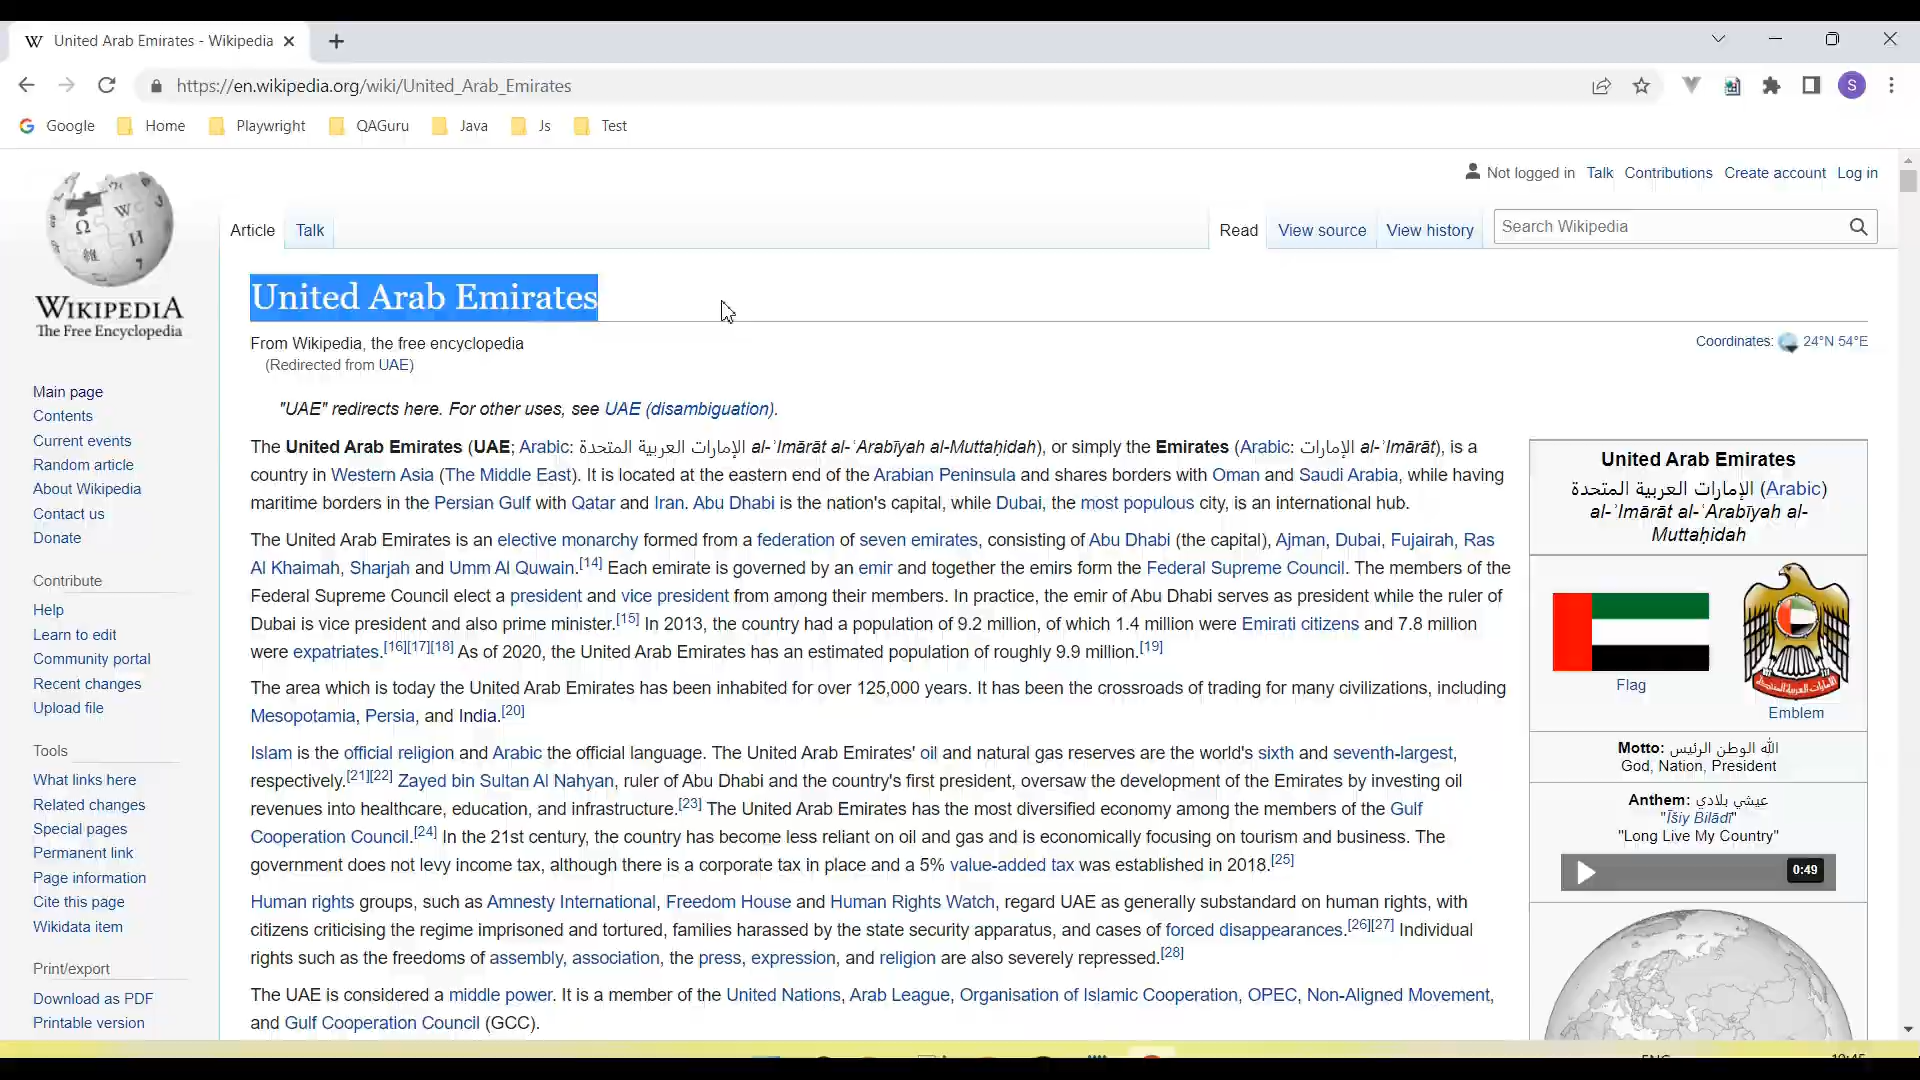 United Arab Emirates - Wikipedia
https://en.wikipedia.org/wiki/United_Arab_Emirates
S
Google
Home
Playwright
QAGuru
Java
Js
Test
Not logged in
Talk
Contributions
Create account
Log in
Article
Talk
Read
View source
View history
Search Wikipedia
WIKIPEDIA
The Free Encyclopedia
Main page
Contents
Current events
Random article
About Wikipedia
Contact us
Donate
Contribute
Help
Learn to edit
Community portal
Recent changes
Upload file
Tools
What links here
Related changes
Special pages
Permanent link
Page information
Cite this page
Wikidata item
Print/export
Download as PDF
Printable version
United Arab Emirates
From Wikipedia, the free encyclopedia
Coordinates: 24°N 54°E
(Redirected from UAE)
"UAE" redirects here. For other uses, see UAE (disambiguation).
The United Arab Emirates (UAE; Arabic: الإمارات العربية المتحدة al-ʾImārāt al-ʿArabīyah al-Muttaḥidah), or simply the Emirates (Arabic: الإمارات al-ʾImārāt), is a
country in Western Asia (The Middle East). It is located at the eastern end of the Arabian Peninsula and shares borders with Oman and Saudi Arabia, while having
maritime borders in the Persian Gulf with Qatar and Iran. Abu Dhabi is the nation's capital, while Dubai, the most populous city, is an international hub.
The United Arab Emirates is an elective monarchy formed from a federation of seven emirates, consisting of Abu Dhabi (the capital), Ajman, Dubai, Fujairah, Ras
Al Khaimah, Sharjah and Umm Al Quwain.[14] Each emirate is governed by an emir and together the emirs form the Federal Supreme Council. The members of the
Federal Supreme Council elect a president and vice president from among their members. In practice, the emir of Abu Dhabi serves as president while the ruler of
Dubai is vice president and also prime minister.[15] In 2013, the country had a population of 9.2 million, of which 1.4 million were Emirati citizens and 7.8 million
were expatriates.[16][17][18] As of 2020, the United Arab Emirates has an estimated population of roughly 9.9 million.[19]
The area which is today the United Arab Emirates has been inhabited for over 125,000 years. It has been the crossroads of trading for many civilizations, including
Mesopotamia, Persia, and India.[20]
Islam is the official religion and Arabic the official language. The United Arab Emirates' oil and natural gas reserves are the world's sixth and seventh-largest,
respectively.[21][22] Zayed bin Sultan Al Nahyan, ruler of Abu Dhabi and the country's first president, oversaw the development of the Emirates by investing oil
revenues into healthcare, education, and infrastructure.[23] The United Arab Emirates has the most diversified economy among the members of the Gulf
Cooperation Council.[24] In the 21st century, the country has become less reliant on oil and gas and is economically focusing on tourism and business. The
government does not levy income tax, although there is a corporate tax in place and a 5% value-added tax was established in 2018.[25]
Human rights groups, such as Amnesty International, Freedom House and Human Rights Watch, regard UAE as generally substandard on human rights, with
citizens criticising the regime imprisoned and tortured, families harassed by the state security apparatus, and cases of forced disappearances.[26][27] Individual
rights such as the freedoms of assembly, association, the press, expression, and religion are also severely repressed.[28]
The UAE is considered a middle power. It is a member of the United Nations, Arab League, Organisation of Islamic Cooperation, OPEC, Non-Aligned Movement,
and Gulf Cooperation Council (GCC).
United Arab Emirates
الإمارات العربية المتحدة (Arabic)
al-ʾImārāt al-ʿArabīyah al-
Muttaḥidah
Flag
Emblem
Motto: الله الوطن الرئيس
God, Nation, President
Anthem: عيشي بلادي
"Īšiy Bilādī"
"Long Live My Country"
0:49